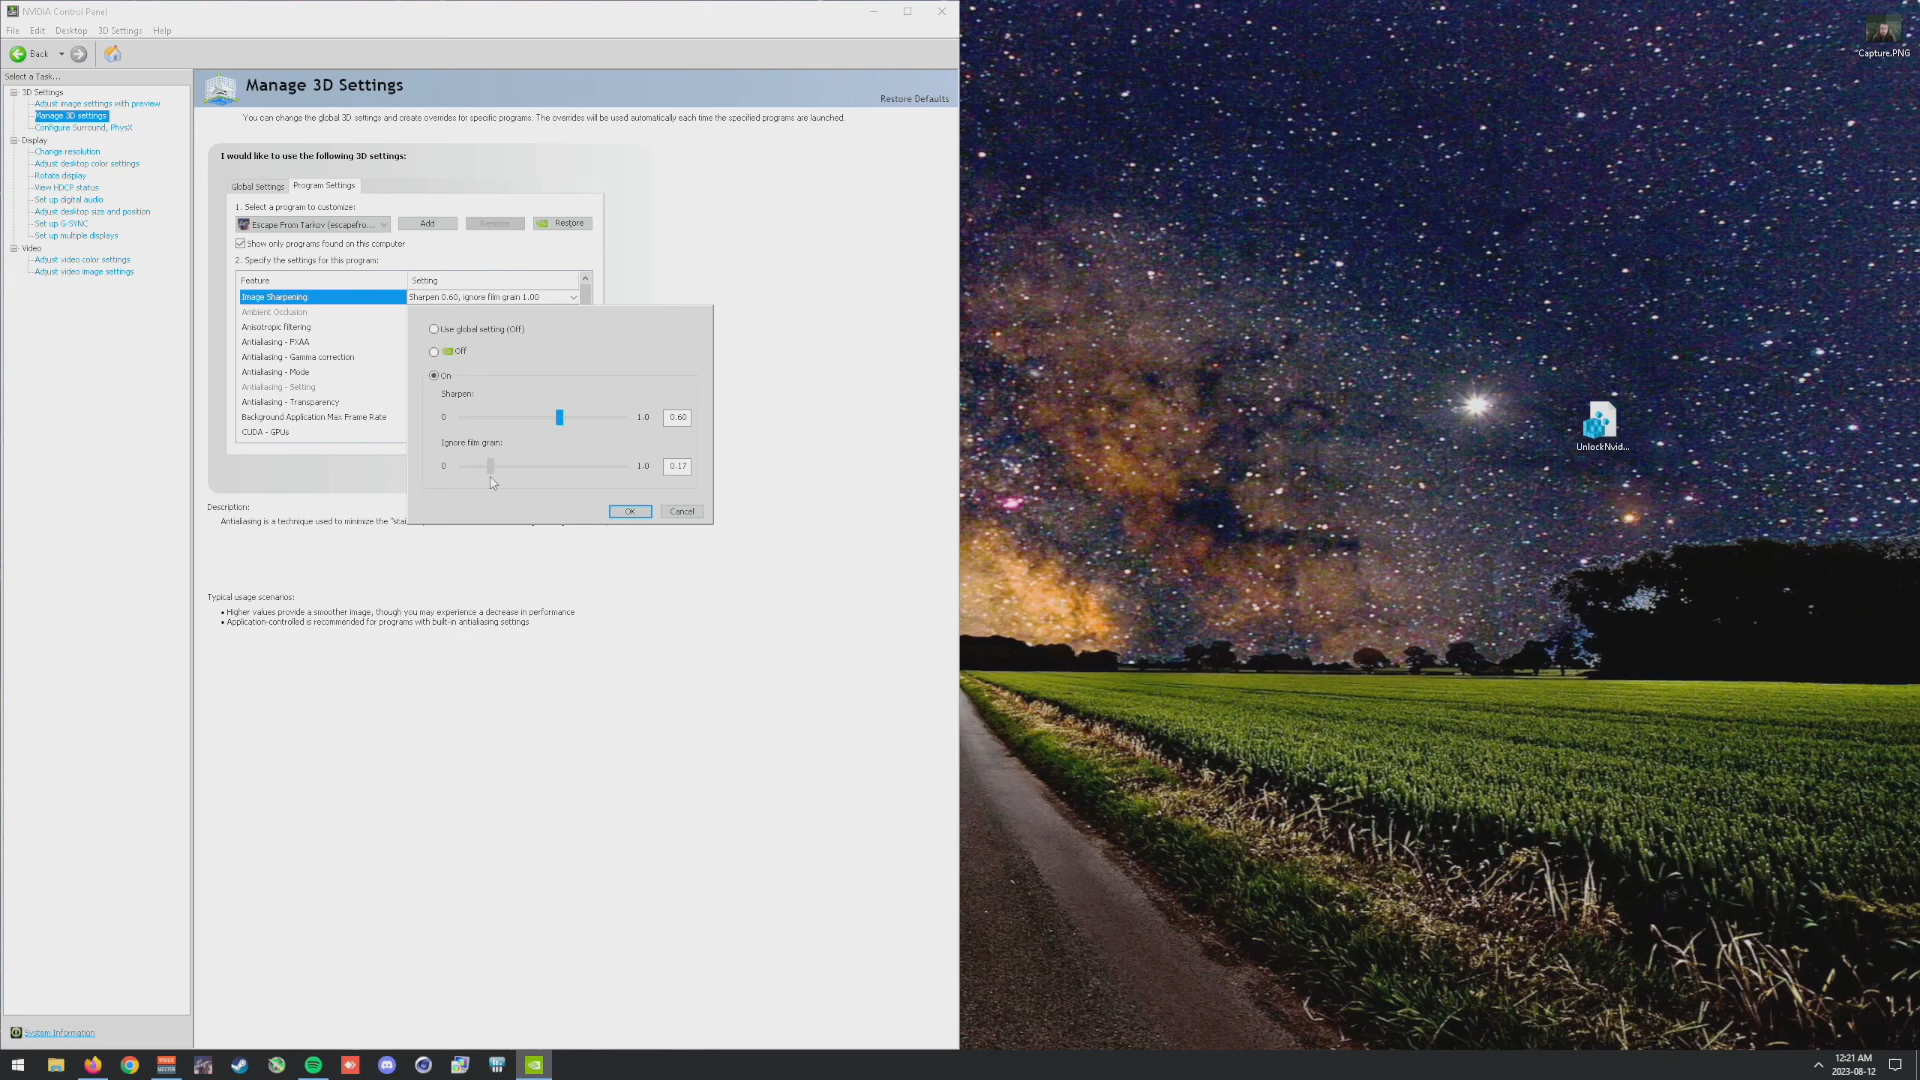 NVIDIA Control Panel
File Edit Desktop 3D Settings Help
Back
Select a Task...
3D Settings
Adjust image settings with preview
Manage 3D settings
Configure Surround, PhysX
Display
Change resolution
Adjust desktop color settings
Rotate display
View HDCP status
Set up digital audio
Adjust desktop size and position
Set up G-SYNC
Set up multiple displays
Video
Adjust video color settings
Adjust video image settings
System Information
Manage 3D Settings
Restore Defaults
You can change the global 3D settings and create overrides for specific programs. The overrides will be used automatically each time the specified programs are launched.
I would like to use the following 3D settings:
Global Settings Program Settings
1. Select a program to customize:
Escape From Tarkov (escapefro... Add Remove Restore
Show only programs found on this computer
2. Specify the settings for this program:
Feature Setting
Image Sharpening Sharpen 0.60, ignore film grain 1.00
Ambient Occlusion
Anisotropic filtering
Antialiasing - FXAA
Antialiasing - Gamma correction
Antialiasing - Mode
Antialiasing - Setting
Antialiasing - Transparency
Background Application Max Frame Rate
CUDA - GPUs
Use global setting (Off)
Off
On
Sharpen:
0 1.0 0.60
Ignore film grain:
0 1.0 0.17
OK Cancel
Description:
Antialiasing is a technique used to minimize the
Typical usage scenarios:
• Higher values provide a smoother image, though you may experience a decrease in performance
• Application-controlled is recommended for programs with built-in antialiasing settings
Capture.PNG
UnlockNvid...
12:21 AM
2023-08-12